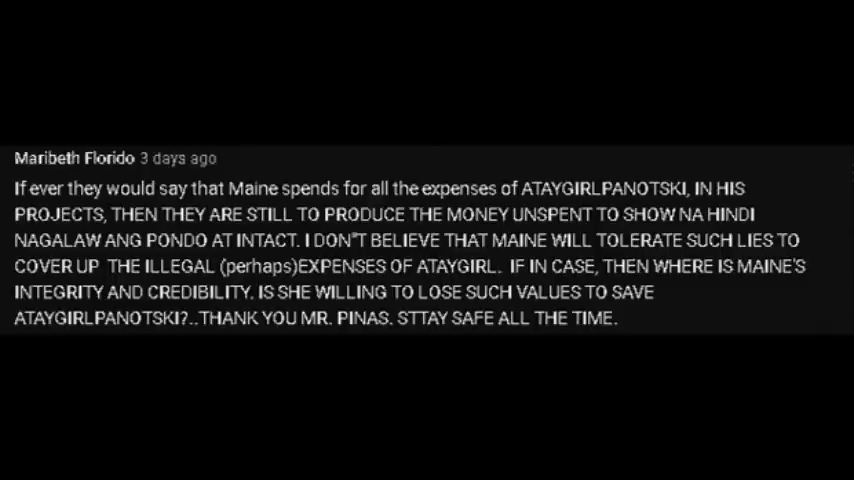 Maribeth Florido 3 days ago
If ever they would say that Maine spends for all the expenses of ATAYGIRLPANOTSKI, IN HIS
PROJECTS, THEN THEY ARE STILL TO PRODUCE THE MONEY UNSPENT TO SHOW NA HINDI
NAGALAW ANG PONDO AT INTACT. I DON"T BELIEVE THAT MAINE WILL TOLERATE SUCH LIES TO
COVER UP THE ILLEGAL (perhaps)EXPENSES OF ATAYGIRL. IF IN CASE, THEN WHERE IS MAINE'S
INTEGRITY AND CREDIBILITY. IS SHE WILLING TO LOSE SUCH VALUES TO SAVE
ATAYGIRLPANOTSKI?..THANK YOU MR. PINAS. STTAY SAFE ALL THE TIME.